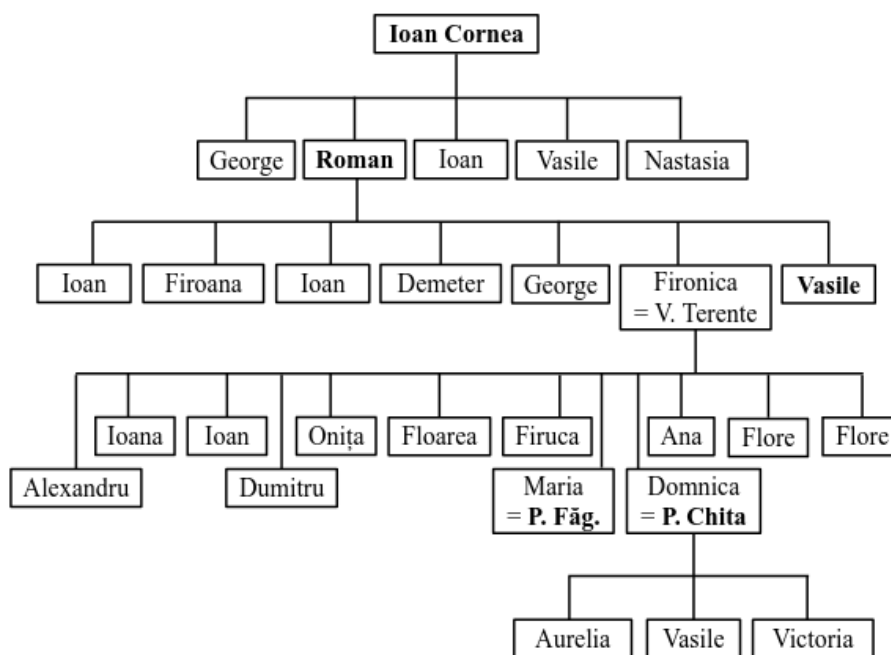 Ioan Cornea
George
Roman
Ioan
Vasile
Nastasia
Ioan
Firoana
Ioan
Demeter
George
Fironica
= V. Terente
Vasile
Ioana
Ioan
Onița
Floarea
Firuca
Ana
Flore
Flore
Alexandru
Dumitru
Maria
= P. Făg.
Domnica
= P. Chita
Aurelia
Vasile
Victoria